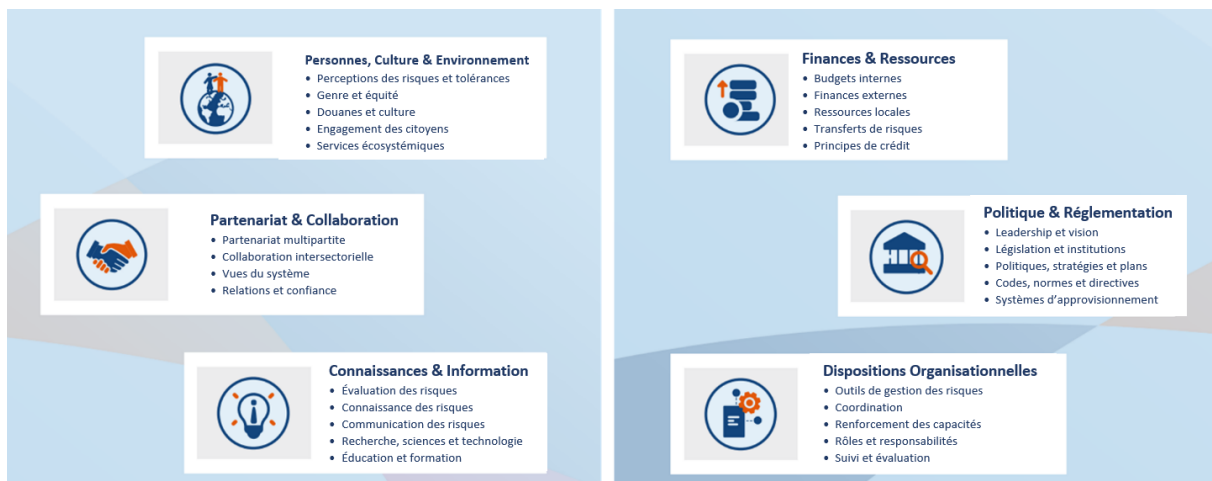 Personnes, Culture & Environnement
• Perceptions des risques et tolérances
• Genre et équité
• Douanes et culture
• Engagement des citoyens
• Services écosystémiques
Partenariat & Collaboration
• Partenariat multipartite
• Collaboration intersectorielle
• Vues du système
• Relations et confiance
Connaissances & Information
• Évaluation des risques
• Connaissance des risques
• Communication des risques
• Recherche, sciences et technologie
• Éducation et formation
Finances & Ressources
• Budgets internes
• Finances externes
• Ressources locales
• Transferts de risques
• Principes de crédit
Politique & Réglementation
• Leadership et vision
• Législation et institutions
• Politiques, stratégies et plans
• Codes, normes et directives
• Systèmes d'approvisionnement
Dispositions Organisationnelles
• Outils de gestion des risques
• Coordination
• Renforcement des capacités
• Rôles et responsabilités
• Suivi et évaluation